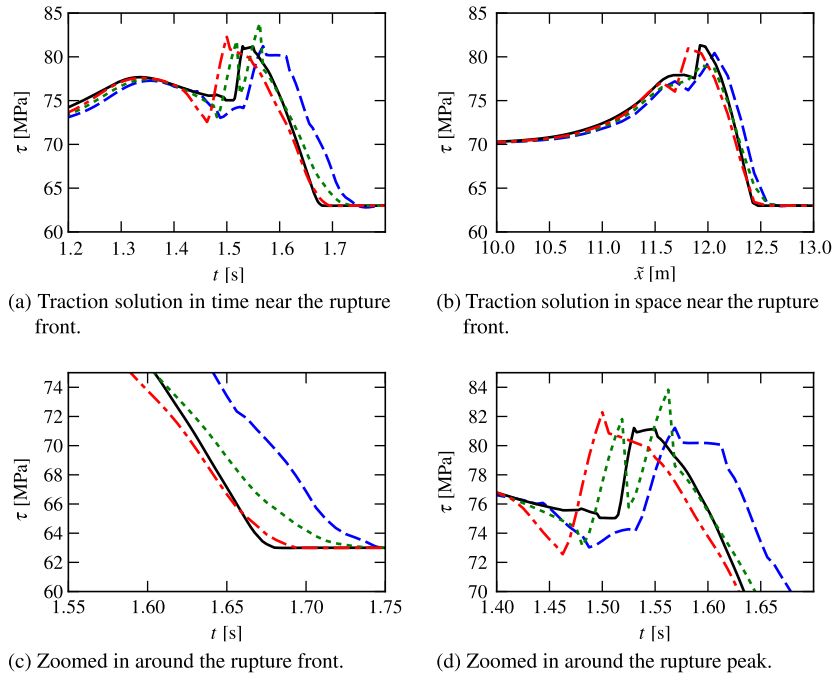 85
80
75
70
65
60
τ [MPa]
1.2 1.3 1.4 1.5 1.6 1.7
t [s]
(a) Traction solution in time near the rupture
front.
85
80
75
70
65
60
τ [MPa]
10.0 10.5 11.0 11.5 12.0 12.5 13.0
x̃ [m]
(b) Traction solution in space near the rupture
front.
74
72
70
68
66
64
62
60
τ [MPa]
1.55 1.60 1.65 1.70 1.75
t [s]
(c) Zoomed in around the rupture front.
84
82
80
78
76
74
72
70
τ [MPa]
1.40 1.45 1.50 1.55 1.60 1.65
t [s]
(d) Zoomed in around the rupture peak.